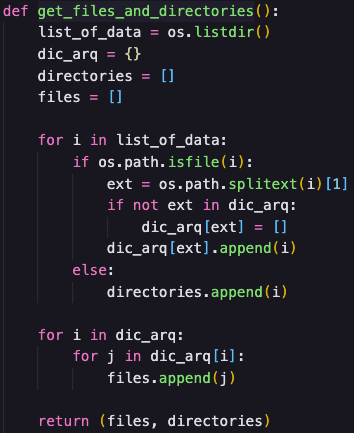 def get_files_and_directories():
    list_of_data = os.listdir()
    dic_arq = {}
    directories = []
    files = []

    for i in list_of_data:
        if os.path.isfile(i):
            ext = os.path.splitext(i)[1]
            if not ext in dic_arq:
                dic_arq[ext] = []
            dic_arq[ext].append(i)
        else:
            directories.append(i)

    for i in dic_arq:
        for j in dic_arq[i]:
            files.append(j)

    return (files, directories)